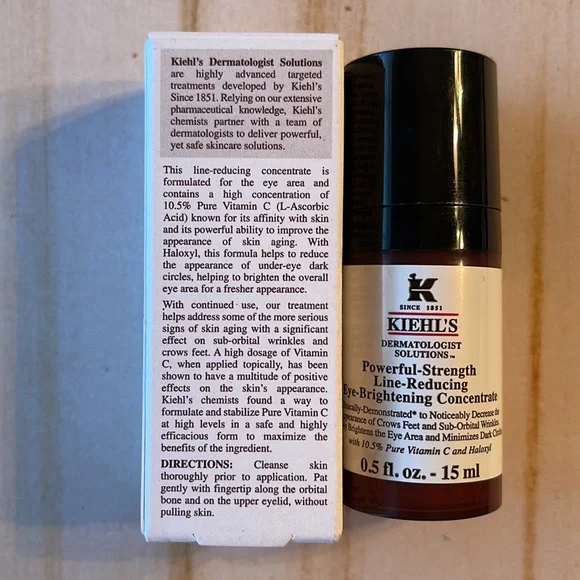 Kiehl's Dermatologist Solutions
are highly advanced targeted
treatments developed by Kiehl's
Since 1851. Relying on our extensive
pharmaceutical knowledge, Kiehl's
chemists partner with a team of
dermatologists to deliver powerful,
yet safe skincare solutions.
This line-reducing concentrate is
formulated for the eye area and
contains a high concentration of
10.5% Pure Vitamin C (L-Ascorbic
Acid) known for its affinity with skin
and its powerful ability to improve the
appearance of skin aging. With
Haloxyl, this formula helps to reduce
the appearance of under-eye dark
circles, helping to brighten the overall
eye area for a fresher appearance.
With continued use, our treatment
helps address some of the more serious
signs of skin aging with a significant
effect on sub-orbital wrinkles and
crows feet. A high dosage of Vitamin
C, when applied topically, has been
shown to have a multitude of positive
effects on the skin's appearance.
Kiehl's chemists found a way to
formulate and stabilize Pure Vitamin C
at high levels in a safe and highly
efficacious form to maximize the
benefits of the ingredient.
DIRECTIONS: Cleanse skin
thoroughly prior to application. Pat
gently with fingertip along the orbital
bone and on the upper eyelid, without
pulling skin.
K
SINCE 1851
KIEHL'S
DERMATOLOGIST
SOLUTIONS™
Powerful-Strength
Line-Reducing
Eye-Brightening Concentrate
to Noticeably Decrease the
of Crows Feet and Sub-Orbital Wrinkles.
Brightens the Eye Area and Minimizes Dark
with 10.5% Pure Vitamin C and Haloxyl
0.5 fl. oz. - 15 ml